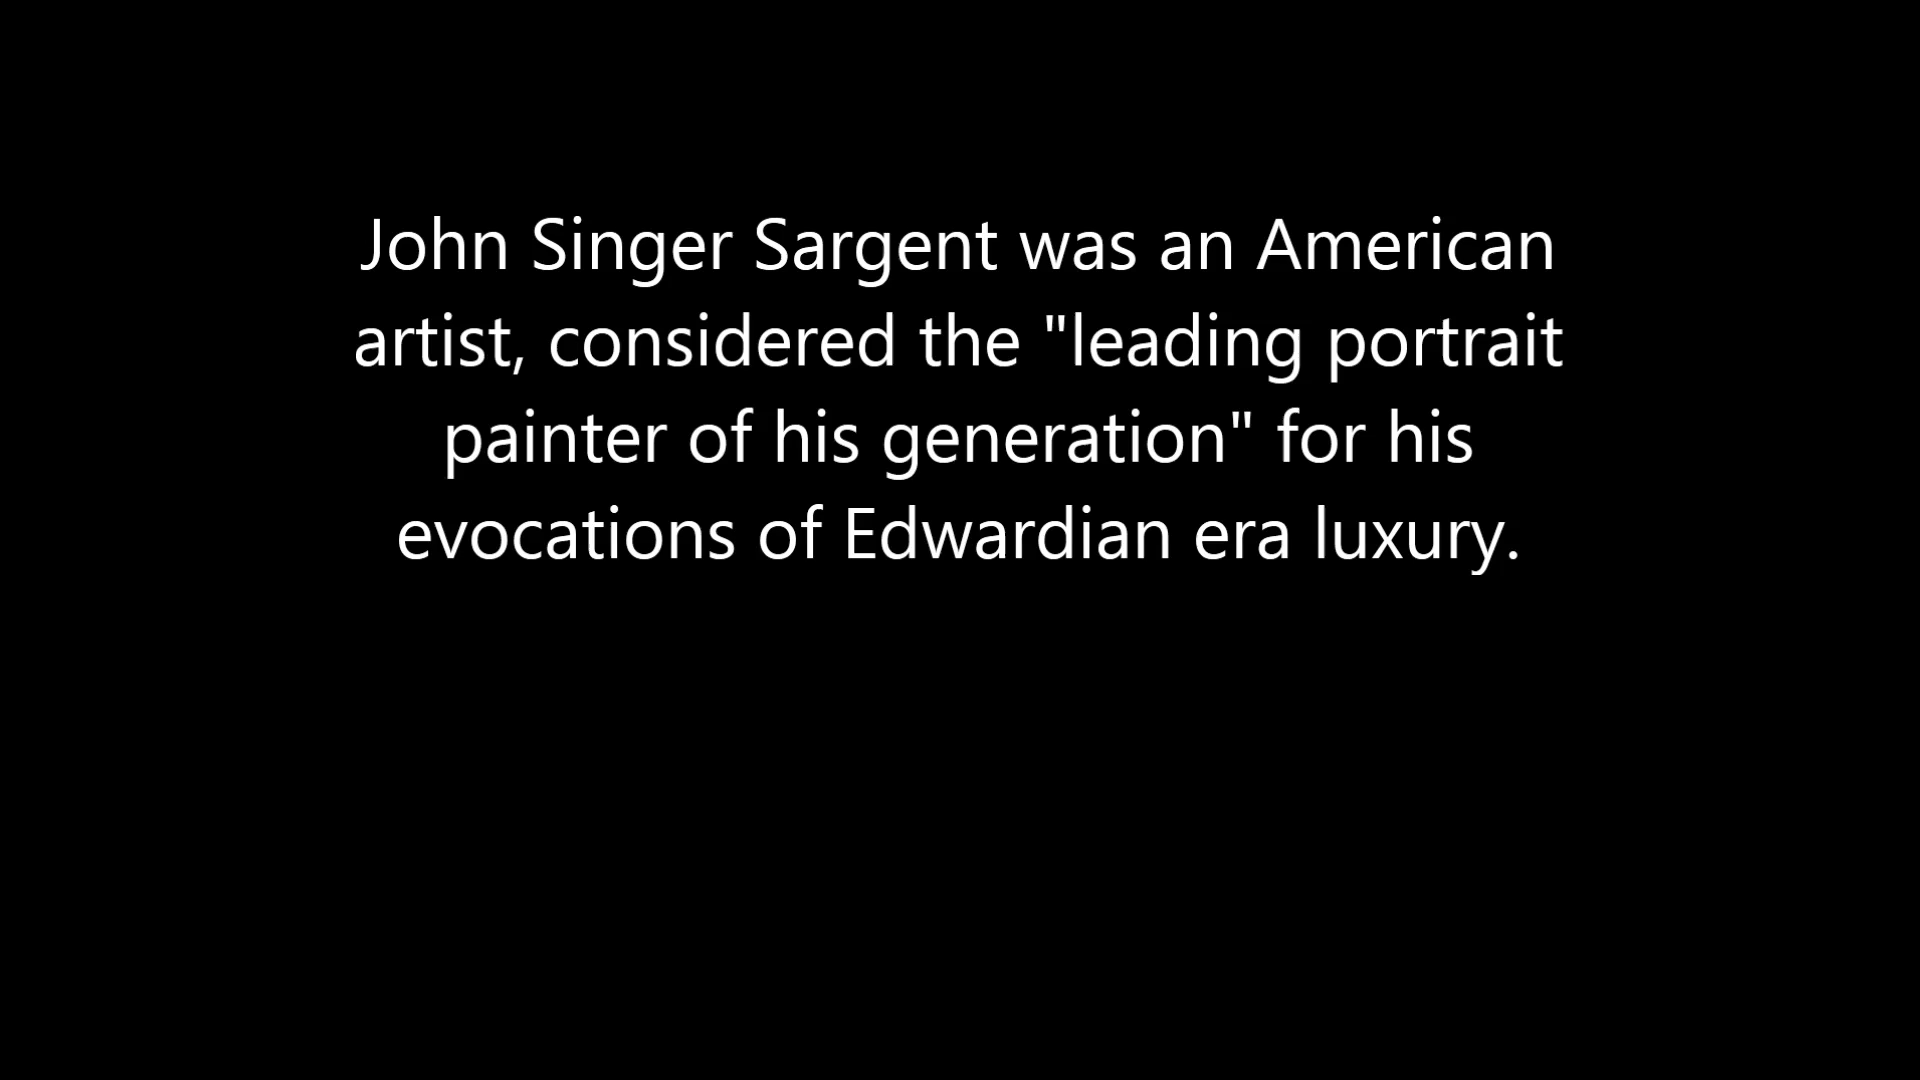 John Singer Sargent was an American
artist, considered the "leading portrait
painter of his generation" for his
evocations of Edwardian era luxury.